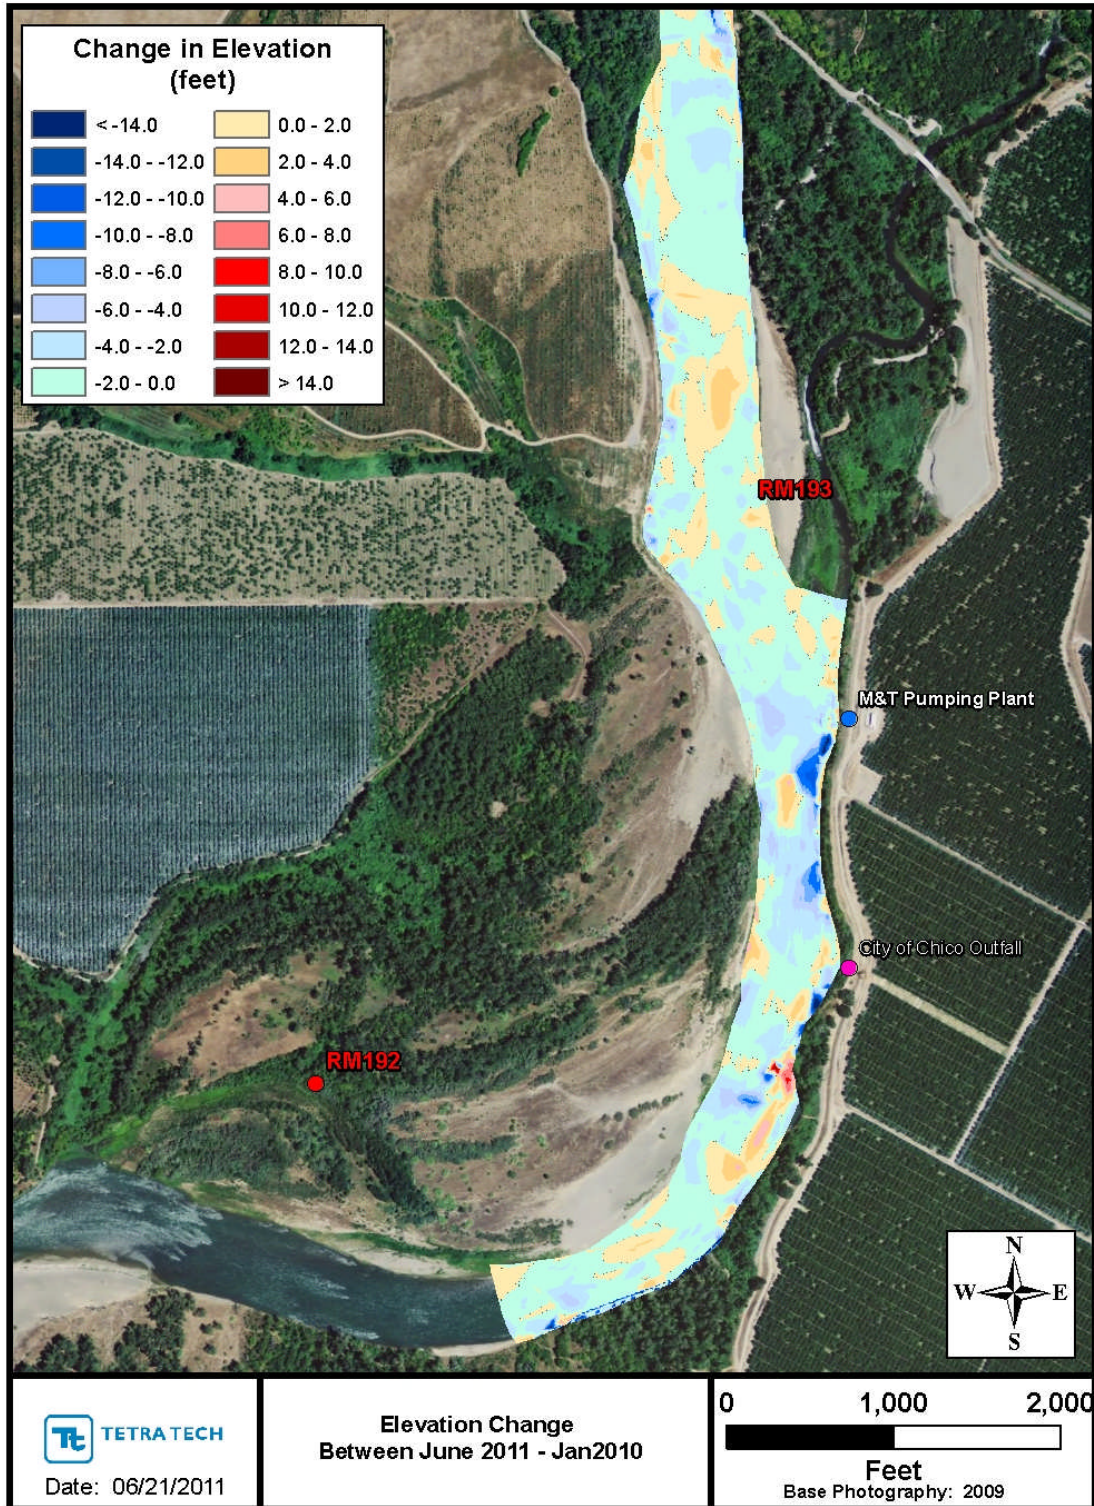 Change in Elevation
(feet)
< -14.0
-14.0 - -12.0
-12.0 - -10.0
-10.0 - -8.0
-8.0 - -6.0
-6.0 - -4.0
-4.0 - -2.0
-2.0 - 0.0
0.0 - 2.0
2.0 - 4.0
4.0 - 6.0
6.0 - 8.0
8.0 - 10.0
10.0 - 12.0
12.0 - 14.0
> 14.0
RM193
M&T Pumping Plant
City of Chico Outfall
RM192
N
W E
S
Tt TETRA TECH
Date: 06/21/2011
Elevation Change
Between June 2011 - Jan2010
0 1,000 2,000
Feet
Base Photography: 2009